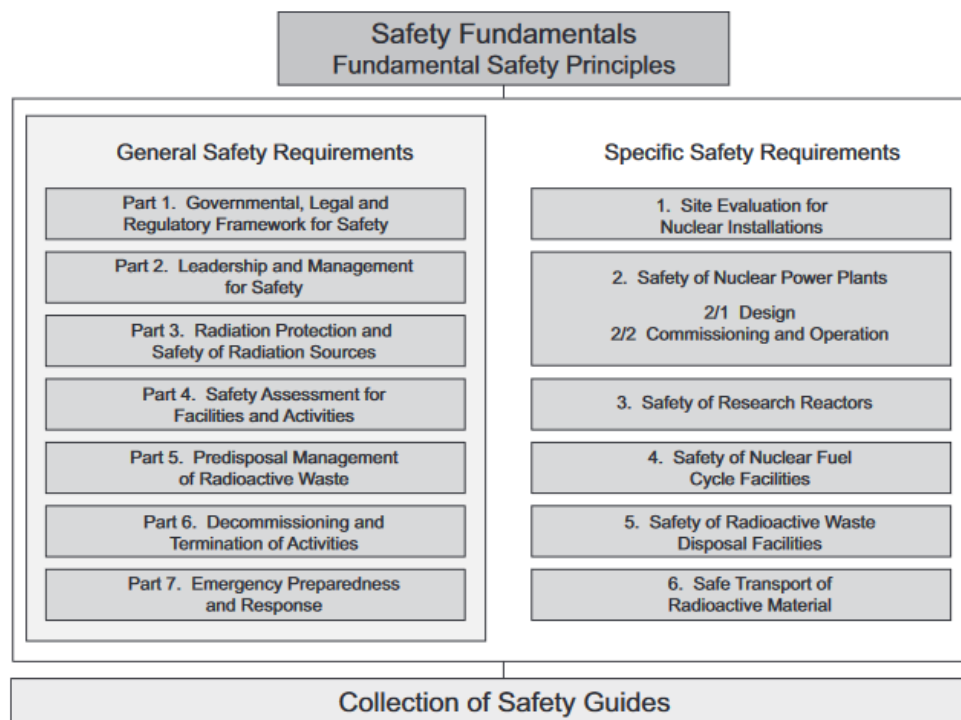 Safety Fundamentals
Fundamental Safety Principles
General Safety Requirements
Part 1. Governmental, Legal and
Regulatory Framework for Safety
Part 2. Leadership and Management
for Safety
Part 3. Radiation Protection and
Safety of Radiation Sources
Part 4. Safety Assessment for
Facilities and Activities
Part 5. Predisposal Management
of Radioactive Waste
Part 6. Decommissioning and
Termination of Activities
Part 7. Emergency Preparedness
and Response
Specific Safety Requirements
1. Site Evaluation for
Nuclear Installations
2. Safety of Nuclear Power Plants
2/1 Design
2/2 Commissioning and Operation
3. Safety of Research Reactors
4. Safety of Nuclear Fuel
Cycle Facilities
5. Safety of Radioactive Waste
Disposal Facilities
6. Safe Transport of
Radioactive Material
Collection of Safety Guides